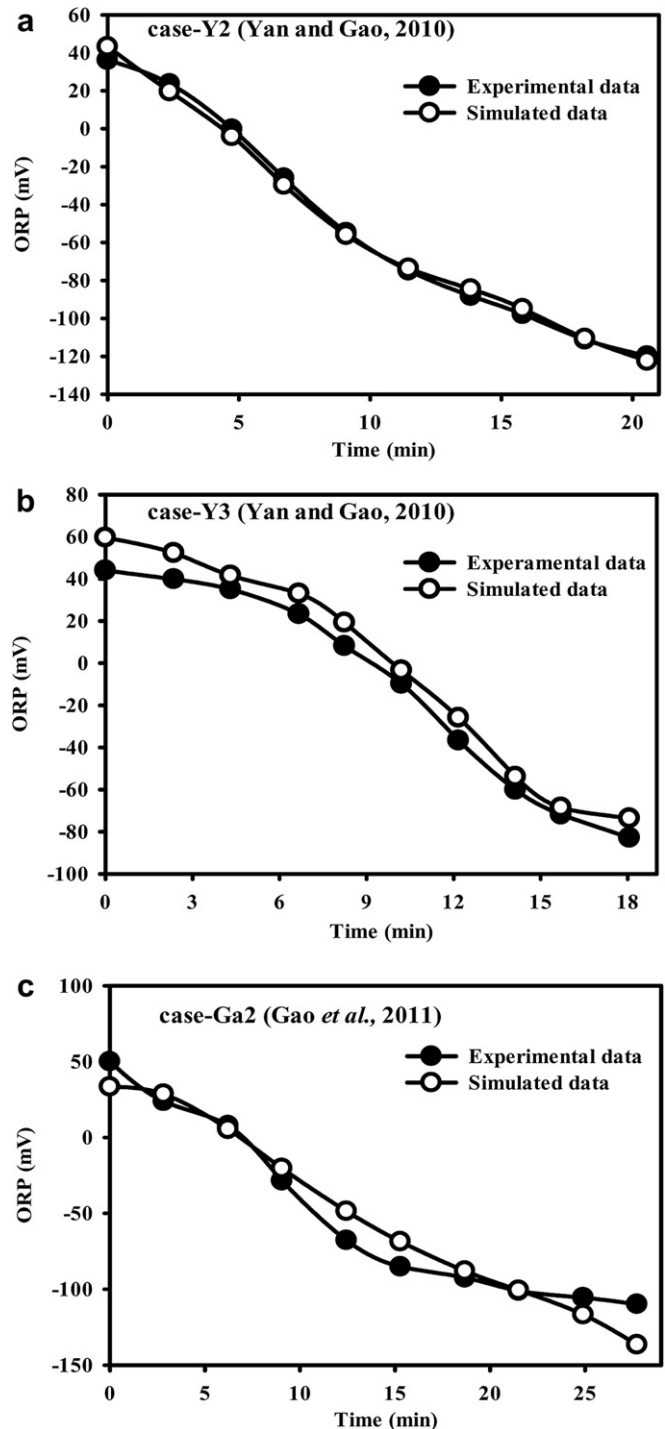 a
case-Y2 (Yan and Gao, 2010)
Experimental data
Simulated data
60
40
20
0
-20
-40
-60
-80
-100
-120
-140
ORP (mV)
0 5 10 15 20
Time (min)
b
case-Y3 (Yan and Gao, 2010)
Experamental data
Simulated data
80
60
40
20
0
-20
-40
-60
-80
-100
ORP (mV)
0 3 6 9 12 15 18
Time (min)
c
case-Ga2 (Gao et al., 2011)
Experimental data
Simulated data
100
50
0
-50
-100
-150
ORP (mV)
0 5 10 15 20 25
Time (min)